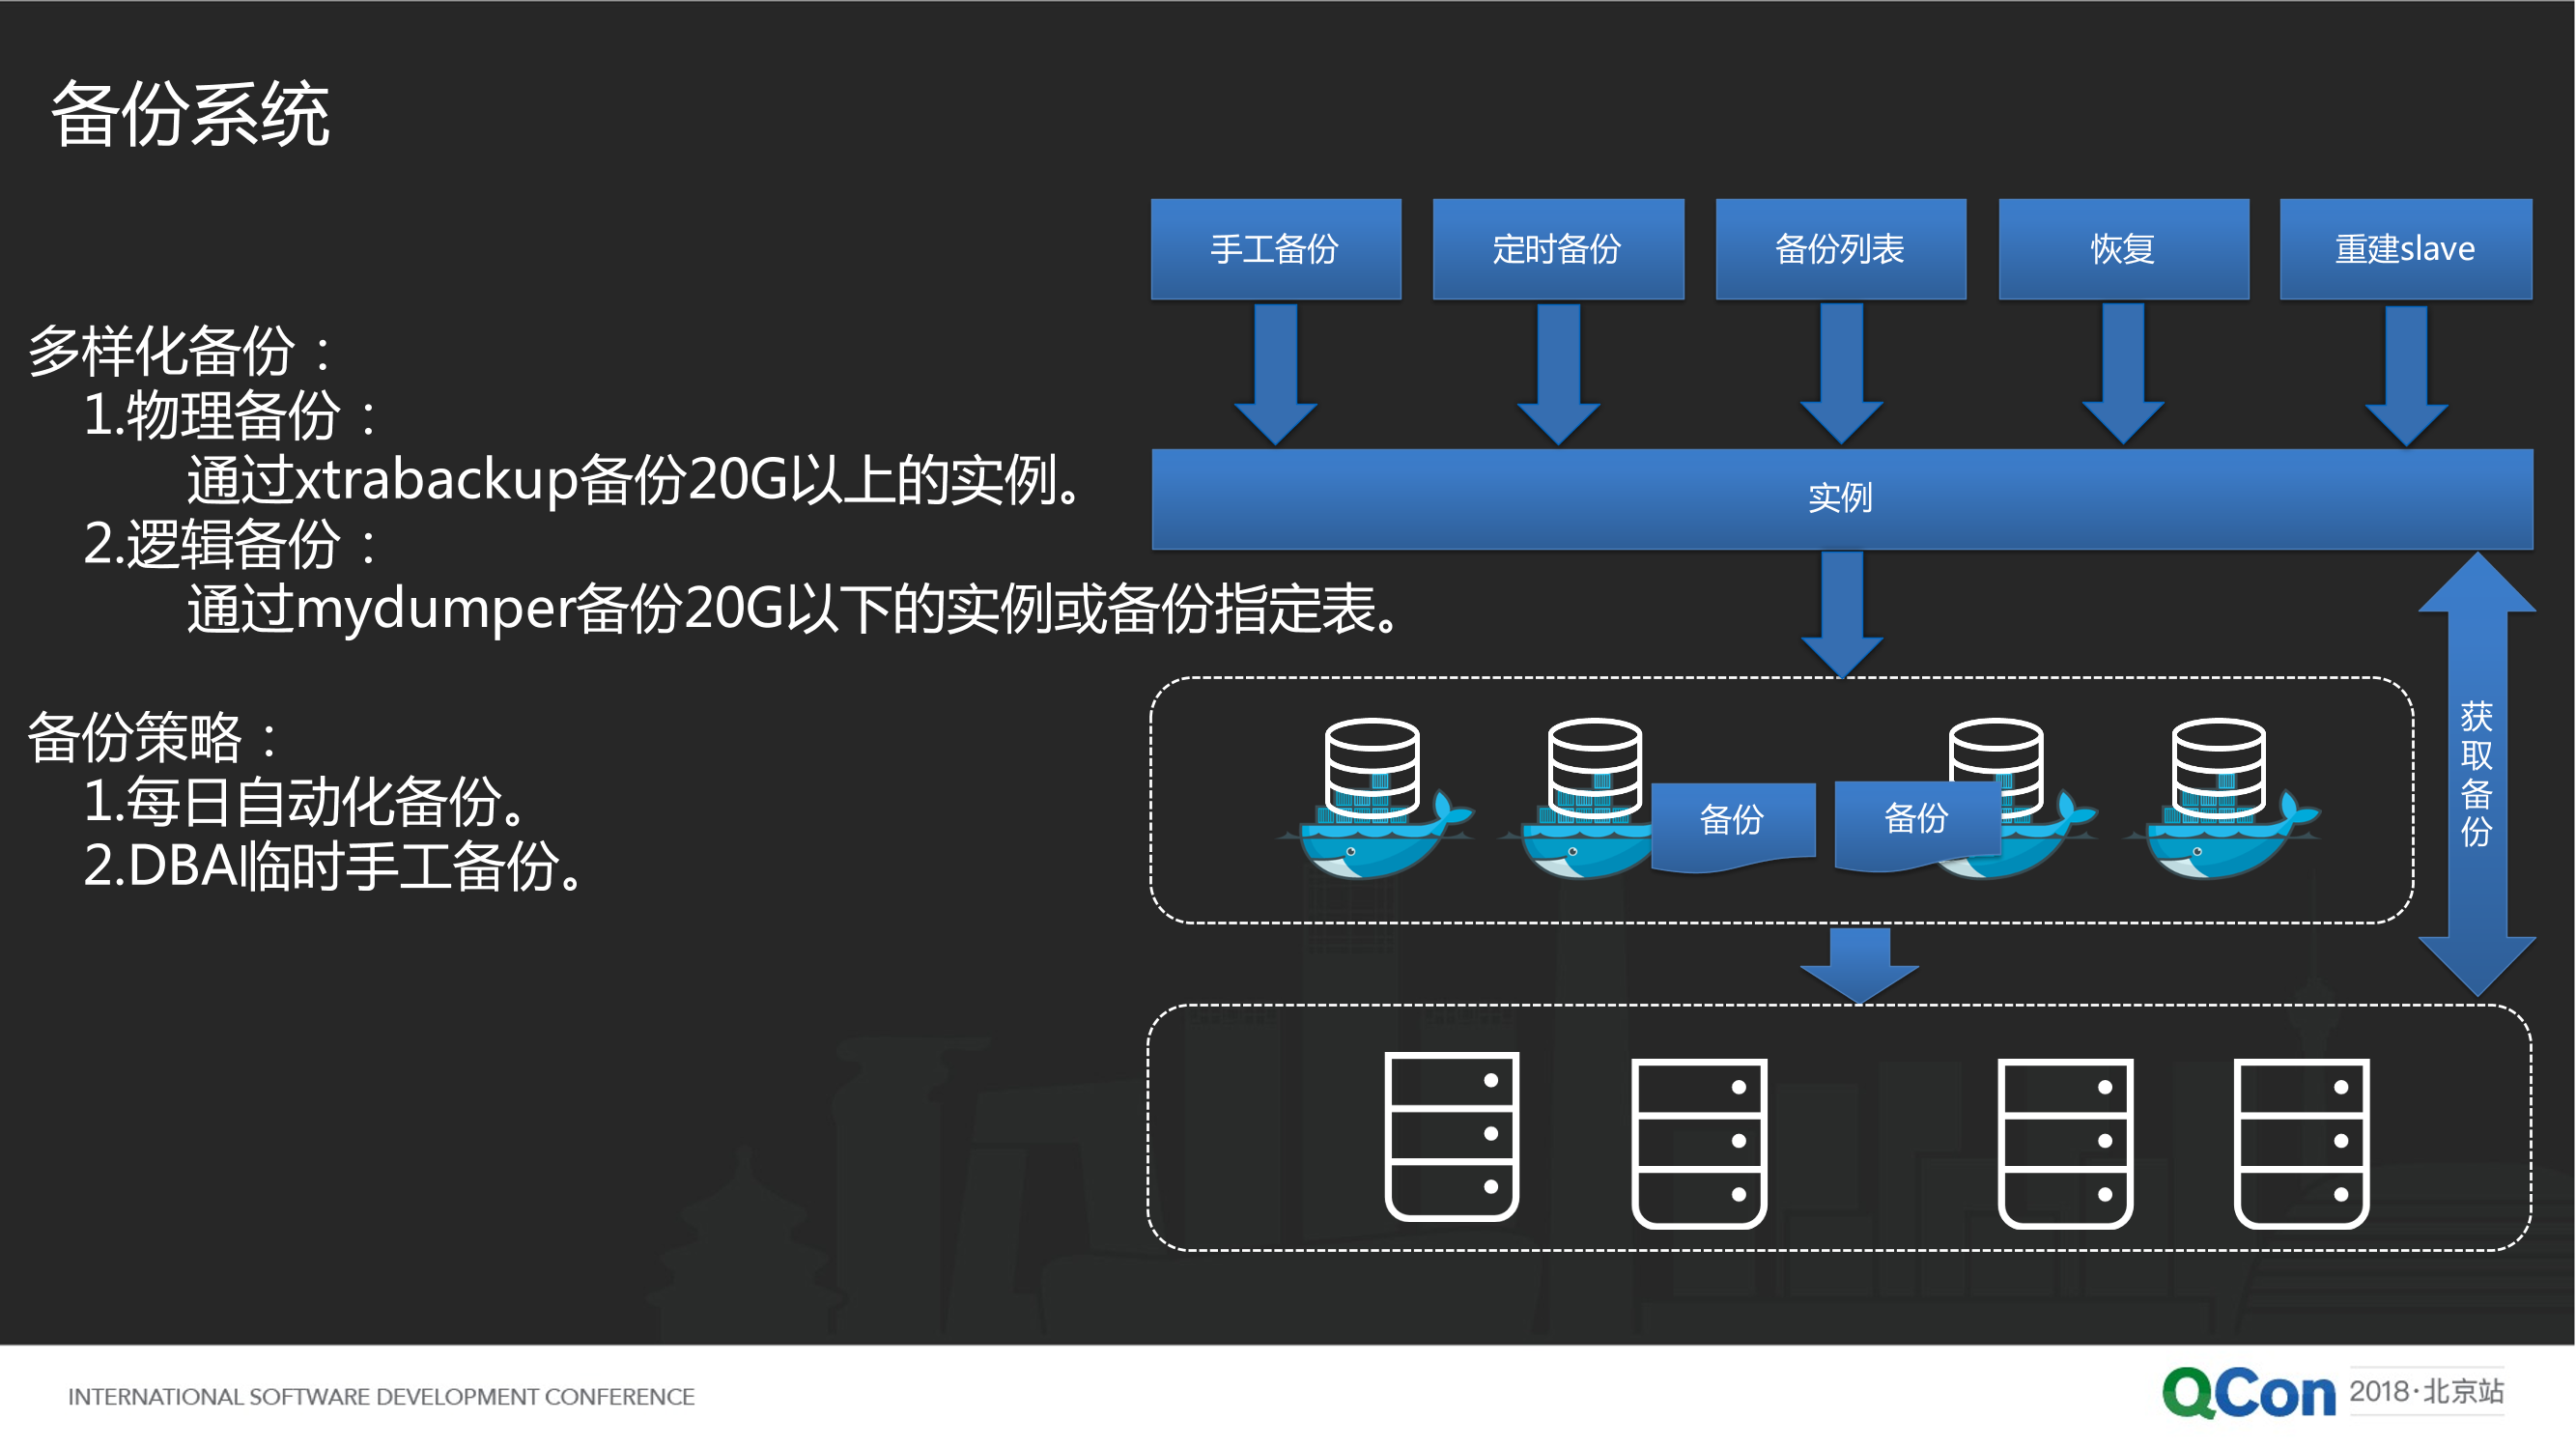 备份系统
多样化备份：
1.物理备份：
通过xtrabackup备份20G以上的实例。
2.逻辑备份：
通过mydumper备份20G以下的实例或备份指定表。
备份策略：
1.每日自动化备份。
2.DBA临时手工备份。
手工备份
定时备份
备份列表
恢复
重建slave
实例
备份
备份
获取备份
INTERNATIONAL SOFTWARE DEVELOPMENT CONFERENCE
QCon 2018·北京站